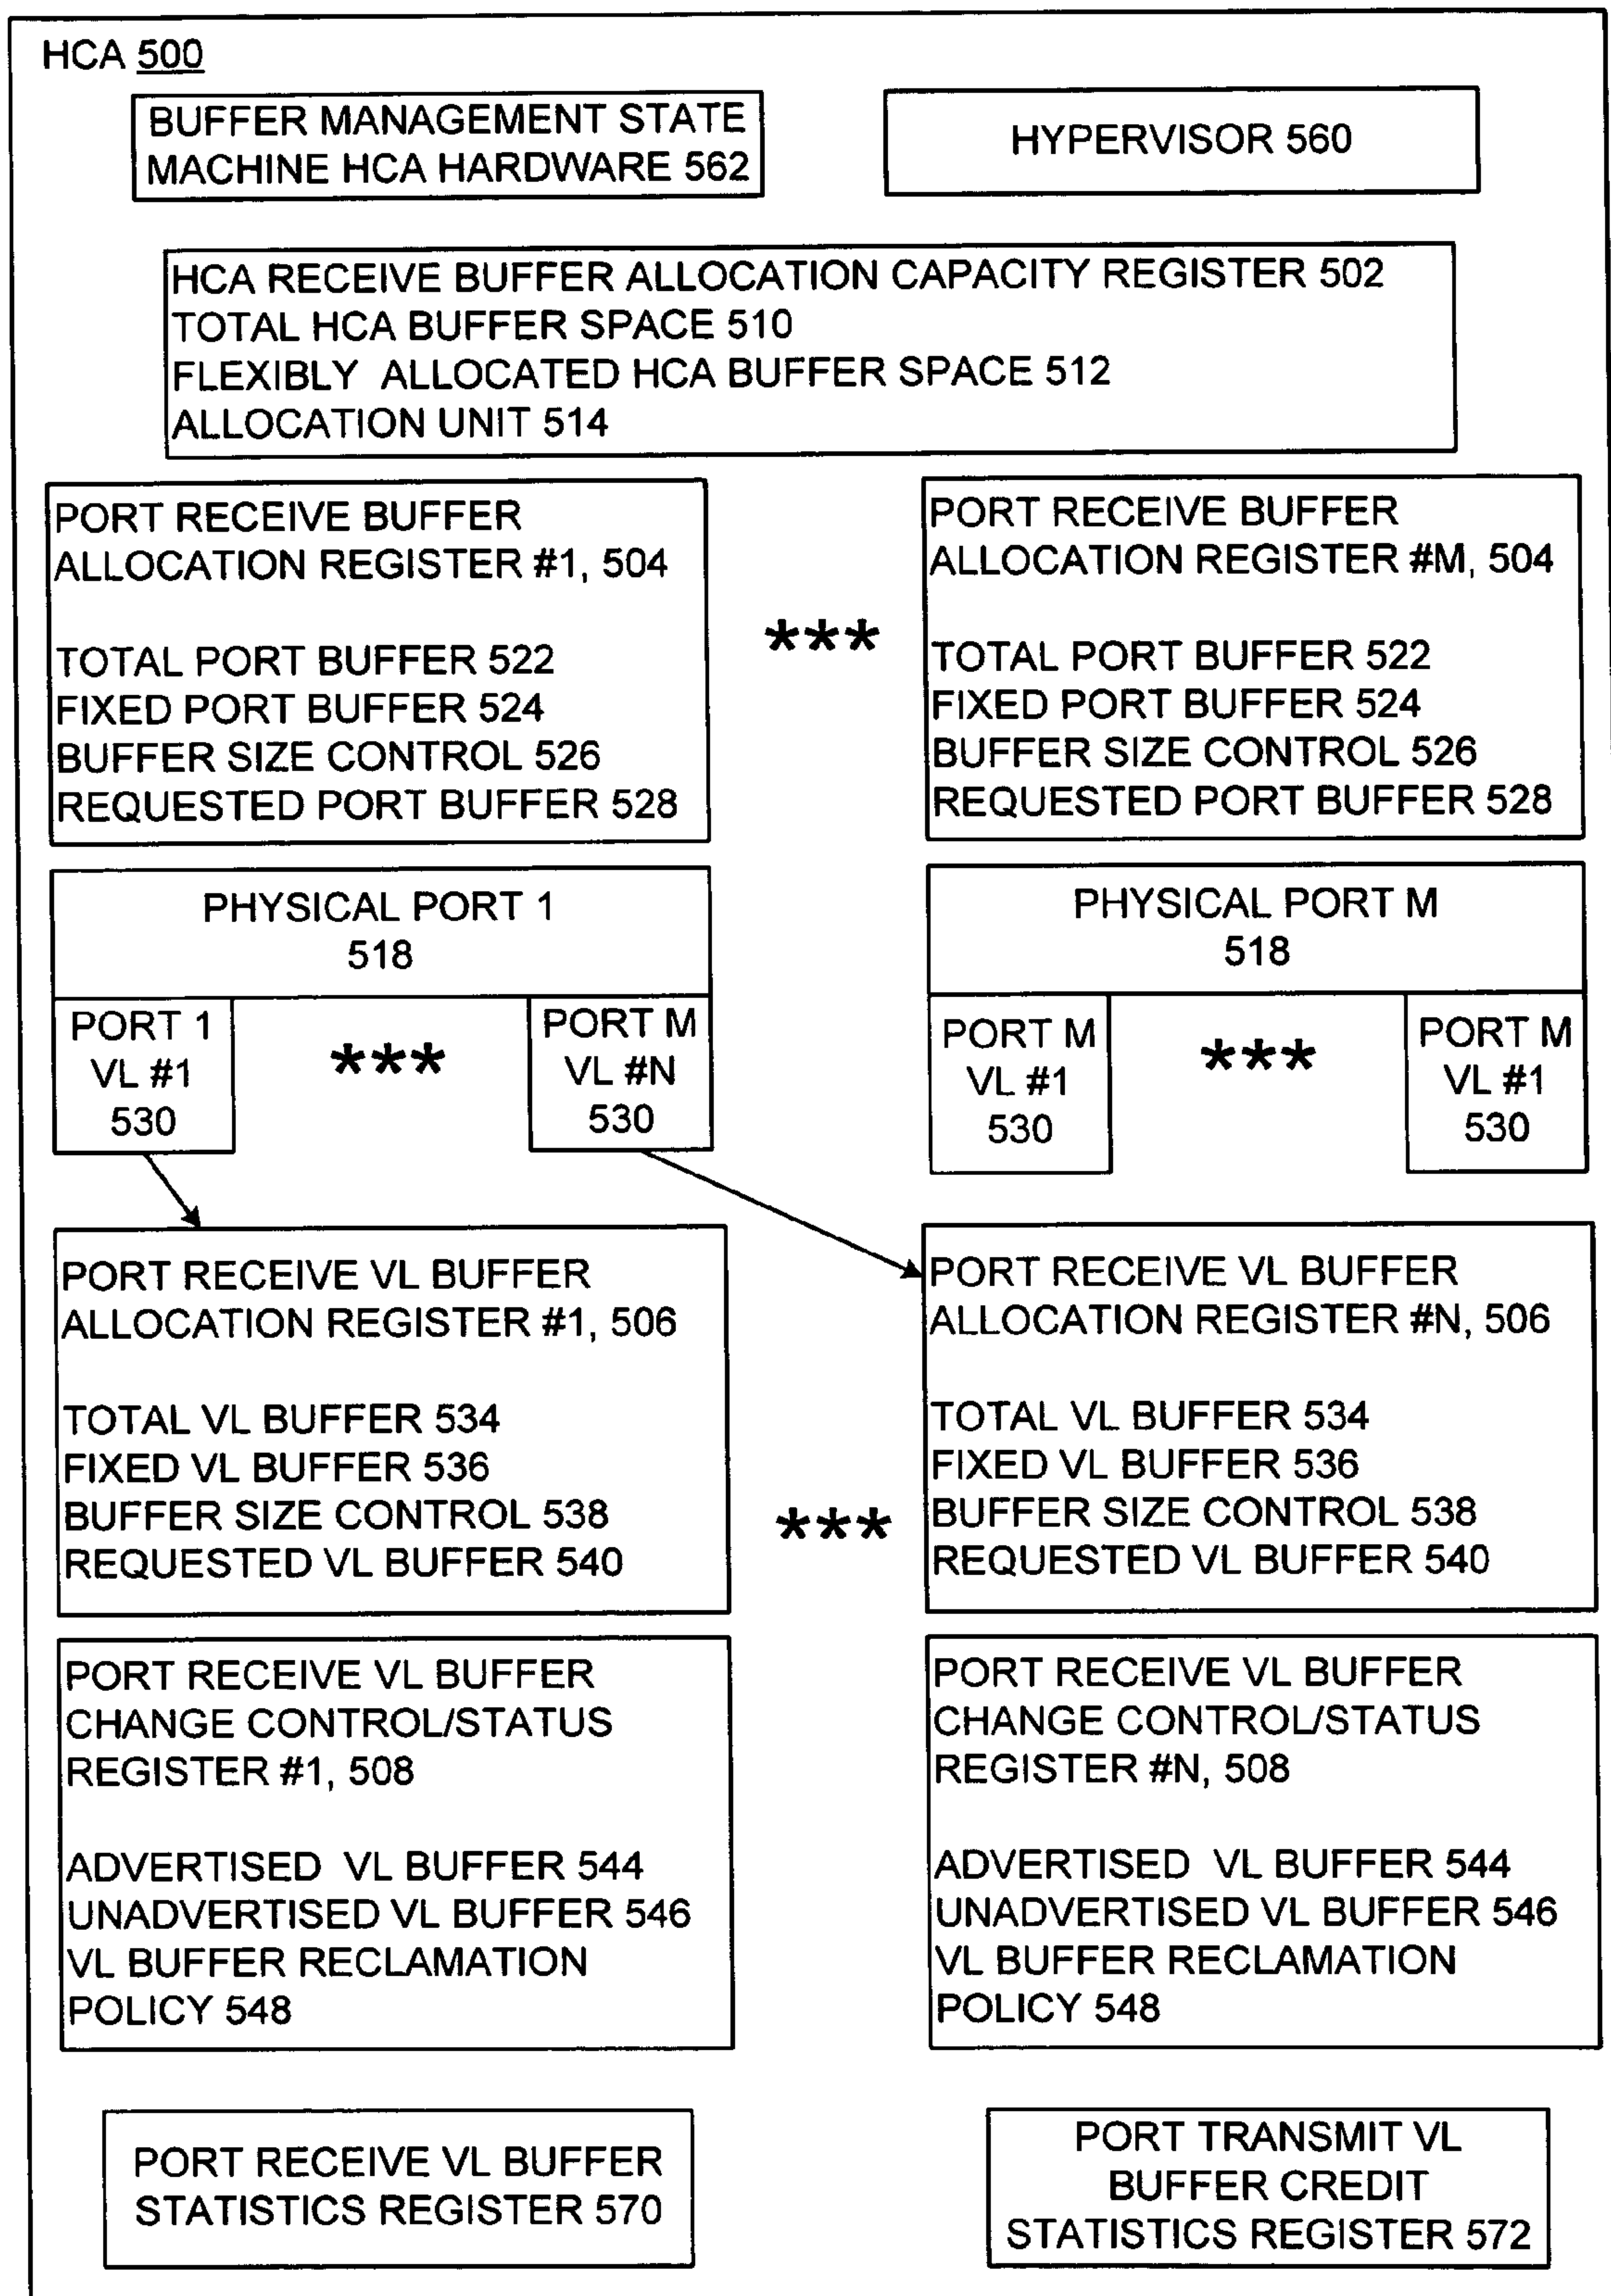 HCA 500
BUFFER MANAGEMENT STATE
MACHINE HCA HARDWARE 562
HYPERVISOR 560
HCA RECEIVE BUFFER ALLOCATION CAPACITY REGISTER 502
TOTAL HCA BUFFER SPACE 510
FLEXIBLY ALLOCATED HCA BUFFER SPACE 512
ALLOCATION UNIT 514
PORT RECEIVE BUFFER
ALLOCATION REGISTER #1, 504
TOTAL PORT BUFFER 522
FIXED PORT BUFFER 524
BUFFER SIZE CONTROL 526
REQUESTED PORT BUFFER 528
***
PORT RECEIVE BUFFER
ALLOCATION REGISTER #M, 504
TOTAL PORT BUFFER 522
FIXED PORT BUFFER 524
BUFFER SIZE CONTROL 526
REQUESTED PORT BUFFER 528
PHYSICAL PORT 1
518
PORT 1
VL #1
530
***
PORT M
VL #N
530
PHYSICAL PORT M
518
PORT M
VL #1
530
***
PORT M
VL #1
530
PORT RECEIVE VL BUFFER
ALLOCATION REGISTER #1, 506
TOTAL VL BUFFER 534
FIXED VL BUFFER 536
BUFFER SIZE CONTROL 538
REQUESTED VL BUFFER 540
***
PORT RECEIVE VL BUFFER
ALLOCATION REGISTER #N, 506
TOTAL VL BUFFER 534
FIXED VL BUFFER 536
BUFFER SIZE CONTROL 538
REQUESTED VL BUFFER 540
PORT RECEIVE VL BUFFER
CHANGE CONTROL/STATUS
REGISTER #1, 508
ADVERTISED VL BUFFER 544
UNADVERTISED VL BUFFER 546
VL BUFFER RECLAMATION
POLICY 548
PORT RECEIVE VL BUFFER
CHANGE CONTROL/STATUS
REGISTER #N, 508
ADVERTISED VL BUFFER 544
UNADVERTISED VL BUFFER 546
VL BUFFER RECLAMATION
POLICY 548
PORT RECEIVE VL BUFFER
STATISTICS REGISTER 570
PORT TRANSMIT VL
BUFFER CREDIT
STATISTICS REGISTER 572